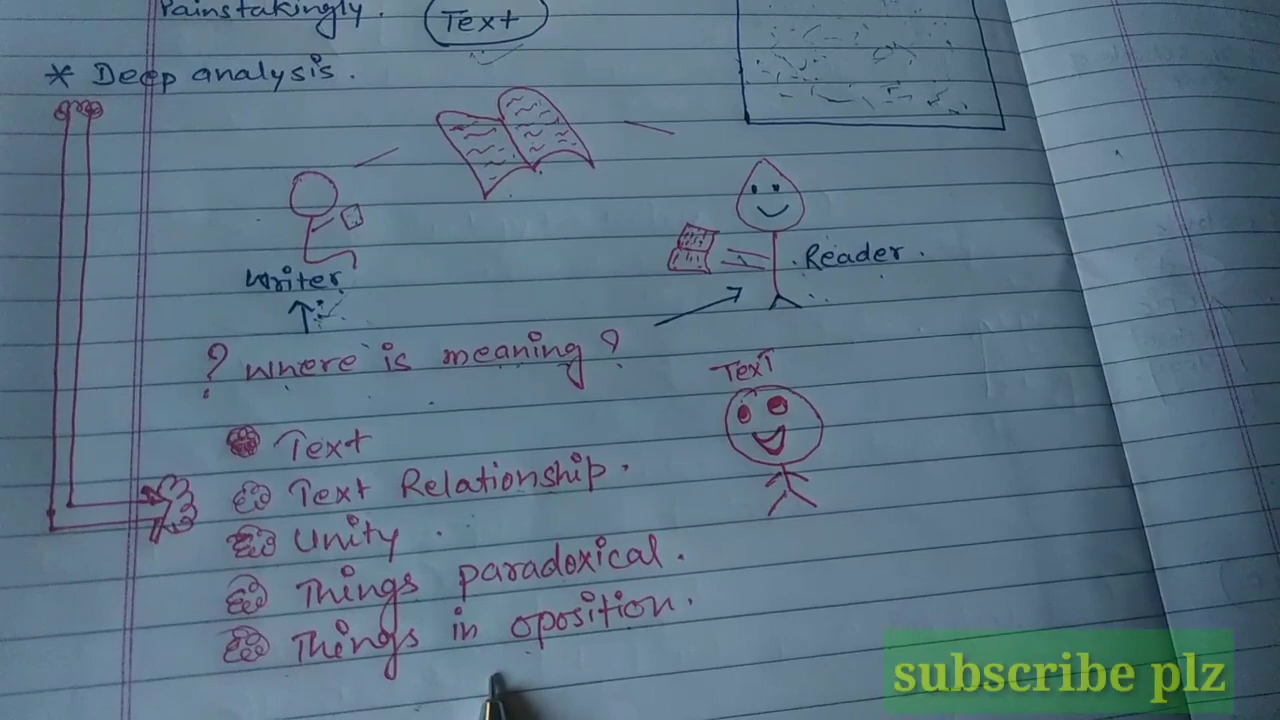 Painstakingly.
Text
* Deep analysis.
Writer
Reader.
? Where is meaning?
Text
Text
Text Relationship.
Unity.
Things paradoxical.
Things in oposition.
subscribe plz